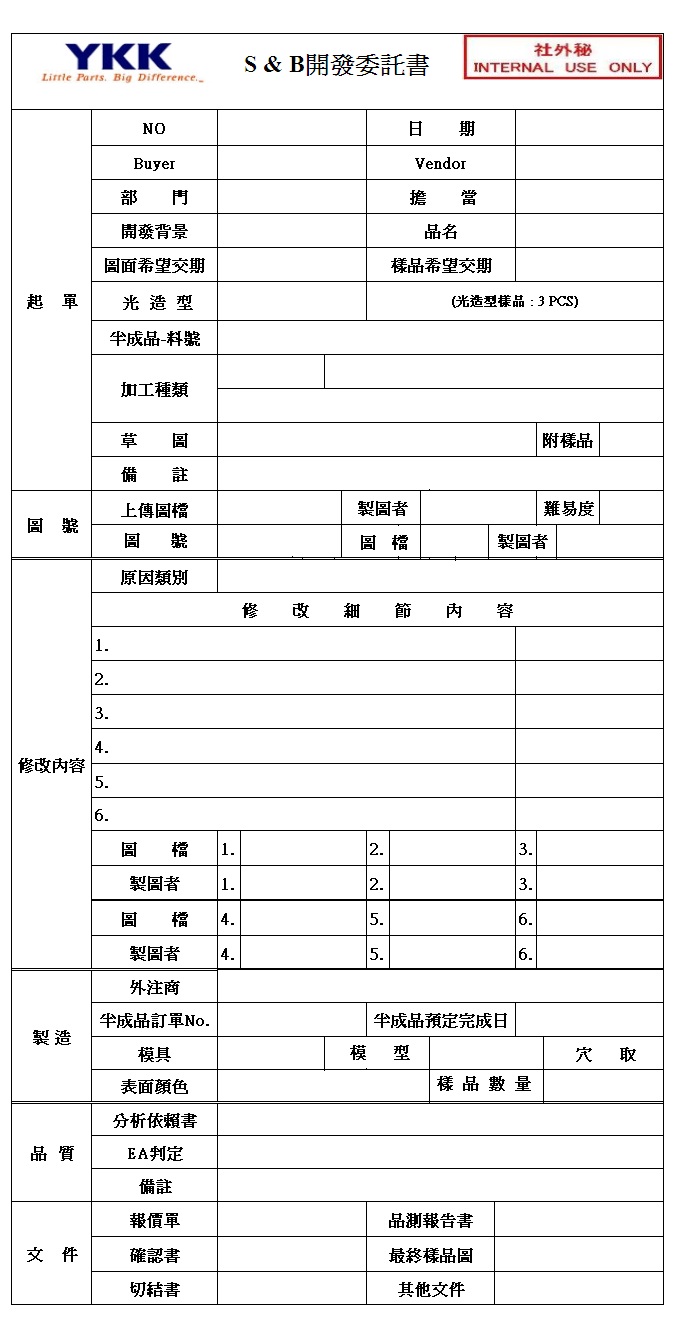 YKK
Little Parts. Big Difference.
S & B開發委託書
社外秘
INTERNAL USE ONLY
起 單
NO
日 期
Buyer
Vendor
部 門
擔 當
開發背景
品名
圖面希望交期
樣品希望交期
光 造 型
(光造型樣品 : 3 PCS)
半成品-料號
加工種類
草 圖
附樣品
備 註
圖 號
上傳圖檔
製圖者
難易度
圖 號
圖 檔
製圖者
修改內容
原因類別
修 改 細 節 內 容
1.
2.
3.
4.
5.
6.
圖 檔 1. 2. 3.
製圖者 1. 2. 3.
圖 檔 4. 5. 6.
製圖者 4. 5. 6.
製 造
外注商
半成品訂單No.
半成品預定完成日
模具
模 型
穴 取
表面顏色
樣 品 數 量
品 質
分析依賴書
EA判定
備註
文 件
報價單
品測報告書
確認書
最終樣品圖
切結書
其他文件